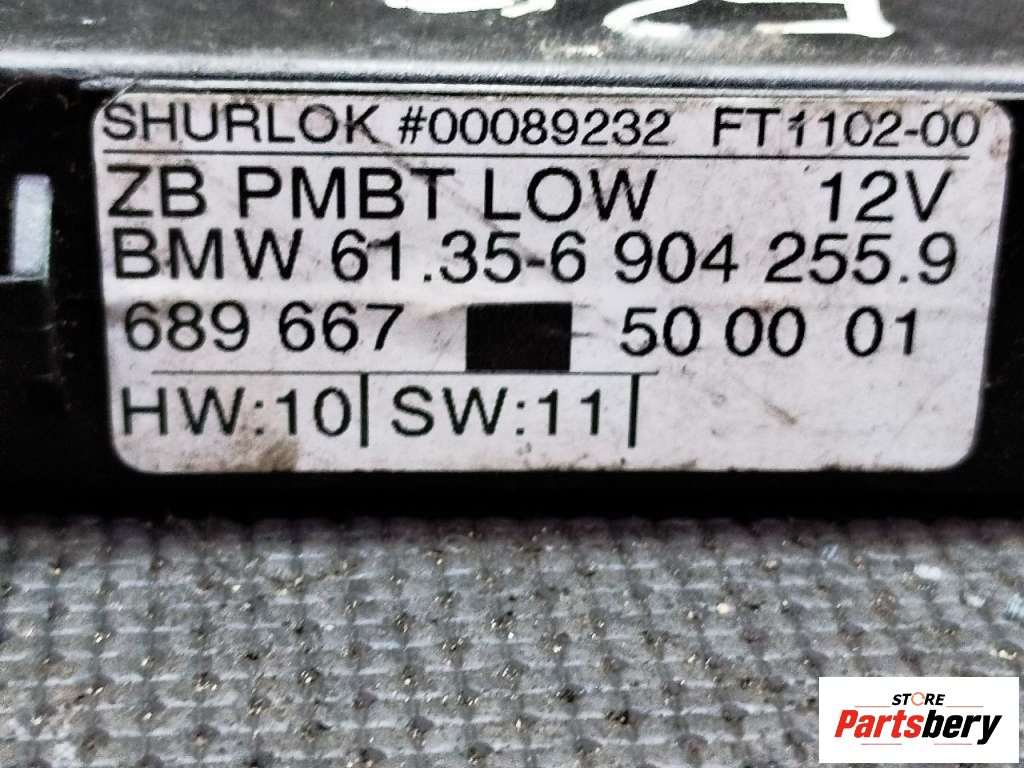 SHURLOK #00089232 FT1102-00
ZB PMBT LOW 12V
BMW 61.35-6 904 255.9
689 667 50 00 01
HW:10 SW:11
STORE
Partsbery